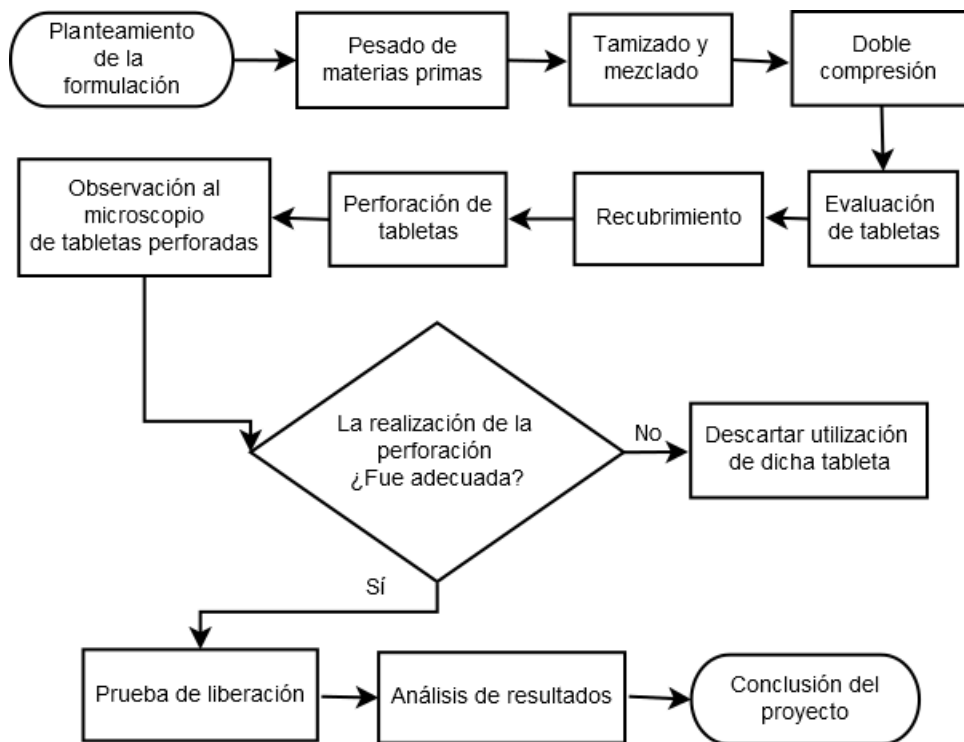 Planteamiento
de la
formulación
Pesado de
materias primas
Tamizado y
mezclado
Doble
compresión
Evaluación
de tabletas
Recubrimiento
Perforación de
tabletas
Observación al
microscopio
de tabletas perforadas
La realización de la
perforación
¿Fue adecuada?
No
Descartar utilización
de dicha tableta
Sí
Prueba de liberación
Análisis de resultados
Conclusión del
proyecto